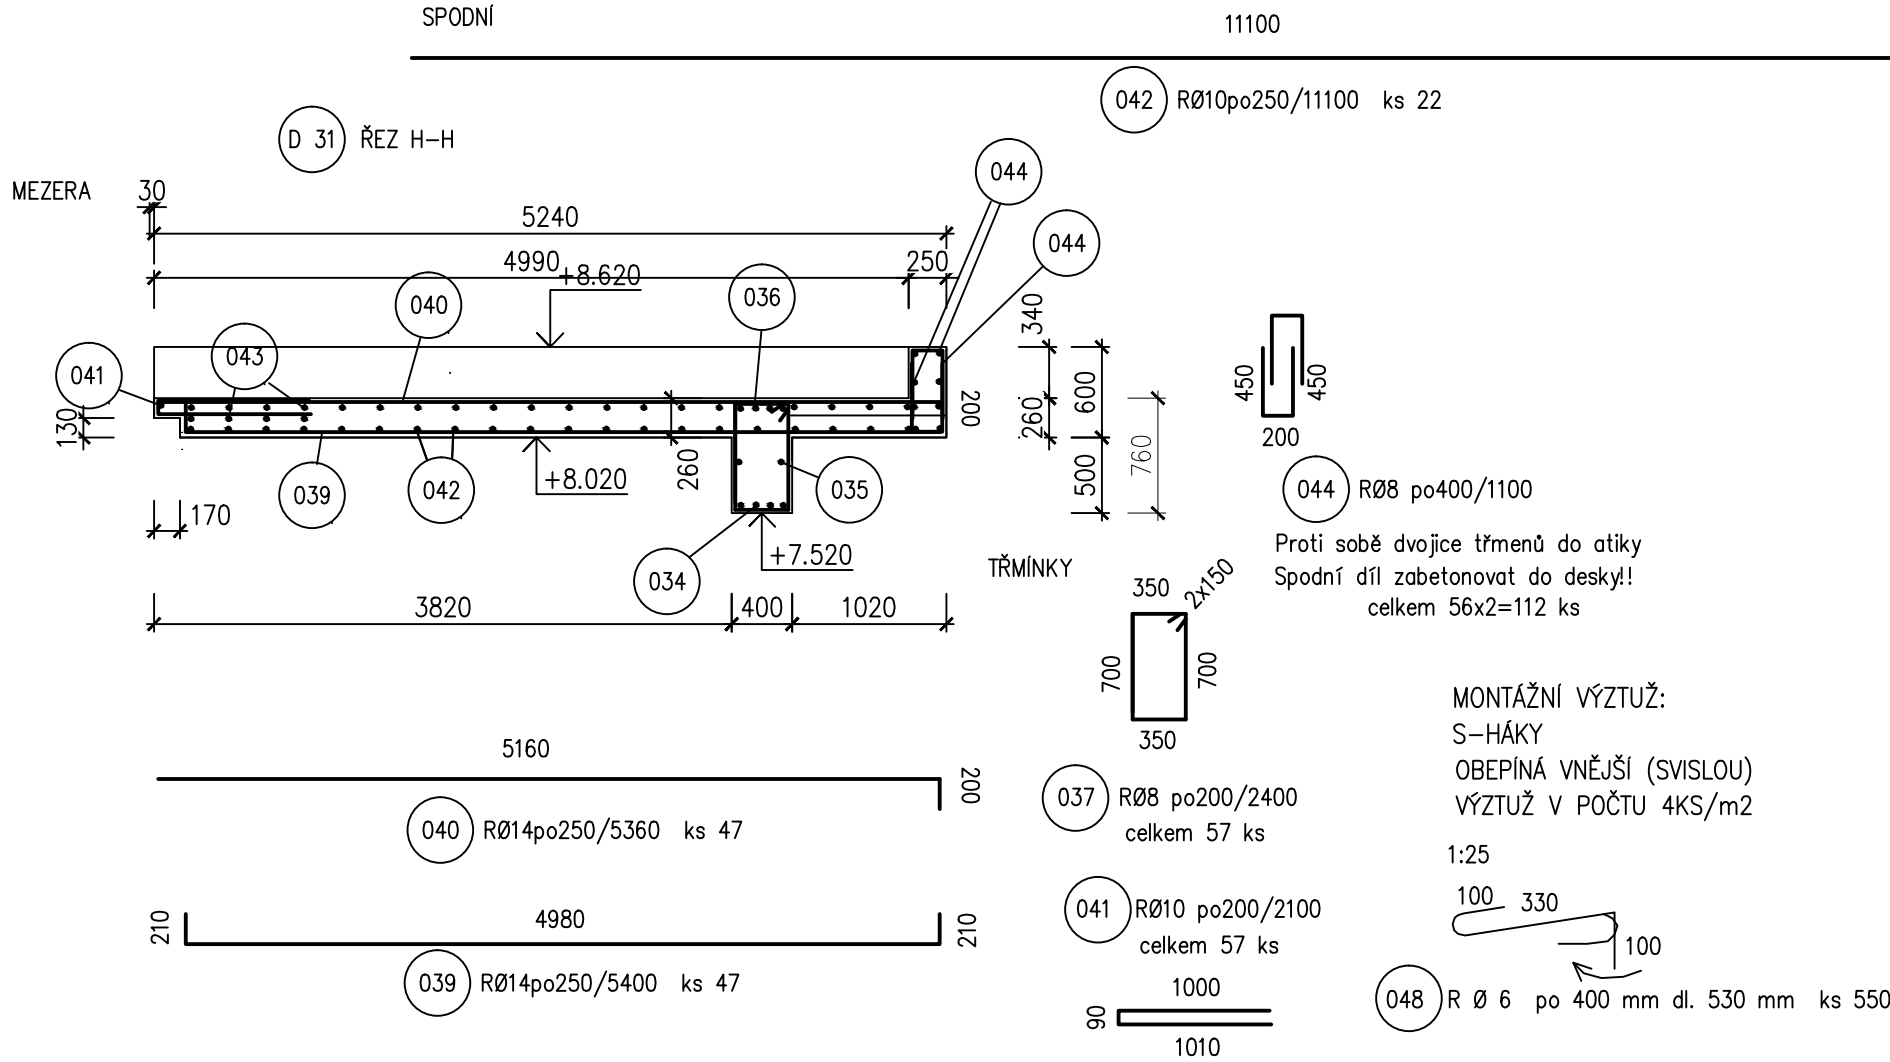 SPODNÍ
11100
042 RØ10po250/11100 ks 22
D 31 ŘEZ H-H
044
MEZERA
30
5240
044
4990
250
+8.620
036
040
340
043
041
450
450
130
200
260
600
760
200
260
039
042
+8.020
035
500
044 RØ8 po400/1100
170
+7.520
034
Proti sobě dvojice třmenů do atiky
Spodní díl zabetonovat do desky!!
celkem 56x2=112 ks
TŘMÍNKY
3820
400
1020
350
2x150
700
700
350
MONTÁŽNÍ VÝZTUŽ:
S-HÁKY
OBEPÍNÁ VNĚJŠÍ (SVISLOU)
VÝZTUŽ V POČTU 4KS/m2
5160
200
040 RØ14po250/5360 ks 47
037 RØ8 po200/2400
celkem 57 ks
1:25
100
330
100
210
4980
210
041 RØ10 po200/2100
celkem 57 ks
039 RØ14po250/5400 ks 47
1000
90
1010
048 R Ø 6 po 400 mm dl. 530 mm ks 550